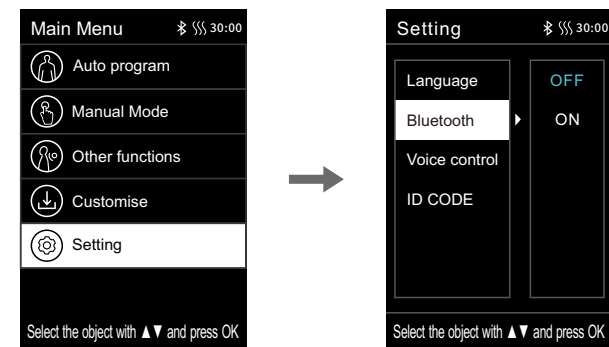 Main Menu 30:00
Auto program
Manual Mode
Other functions
Customise
Setting
Select the object with ▲▼ and press OK
Setting 30:00
Language
Bluetooth
Voice control
ID CODE
OFF
ON
Select the object with ▲▼ and press OK